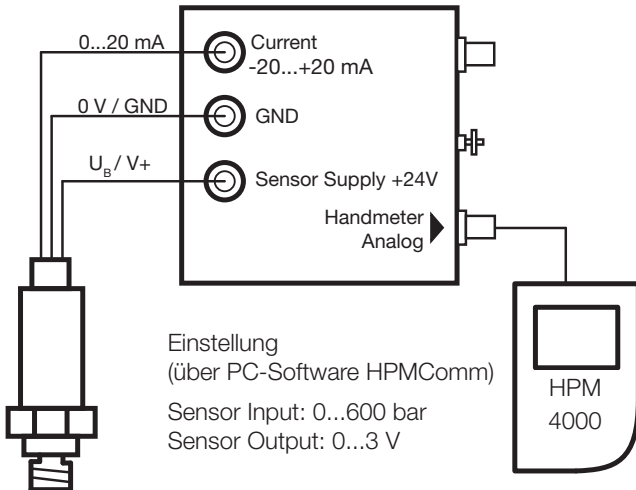 0...20 mA
Current
-20...+20 mA
0 V / GND
GND
U_B / V+
Sensor Supply +24V
Handmeter
Analog
Einstellung
(über PC-Software HPMComm)
Sensor Input: 0...600 bar
Sensor Output: 0...3 V
HPM
4000